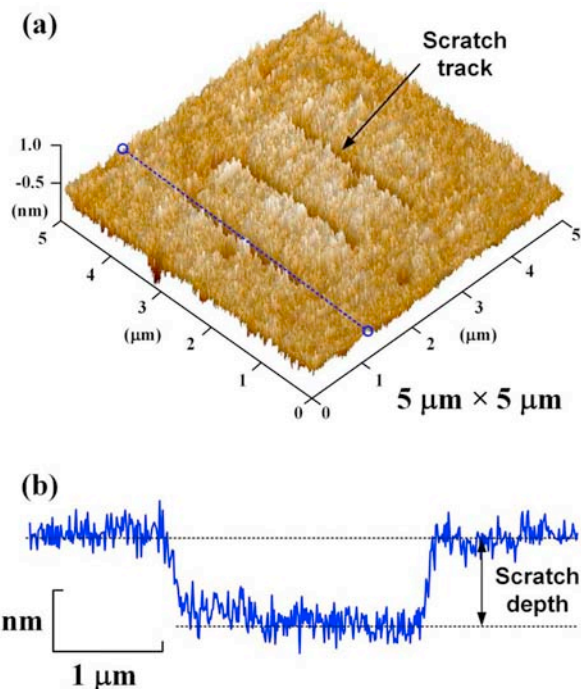 (a)
Scratch
track
1.0
-0.5
(nm)
5
4
3
2
1
0
(μm)
0
1
2
3
4
5
(μm)
5 μm × 5 μm
(b)
Scratch
depth
nm
1 μm